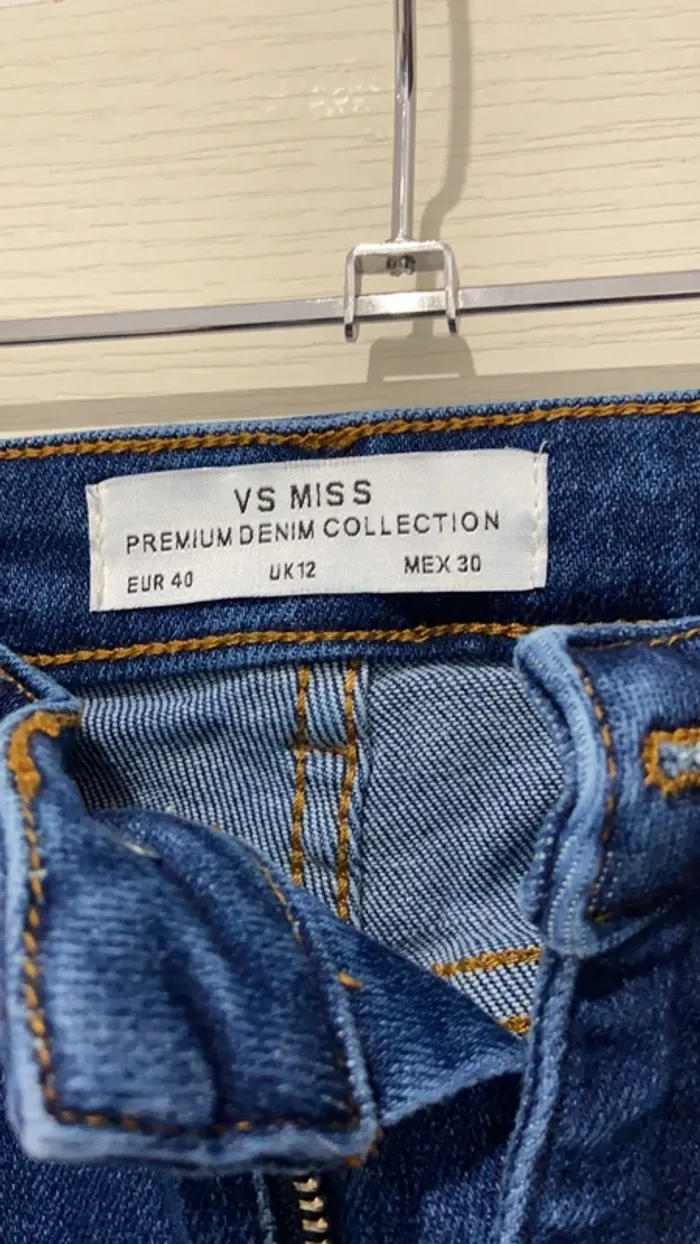 VS MISS
PREMIUM DENIM COLLECTION
EUR 40 UK12 MEX 30